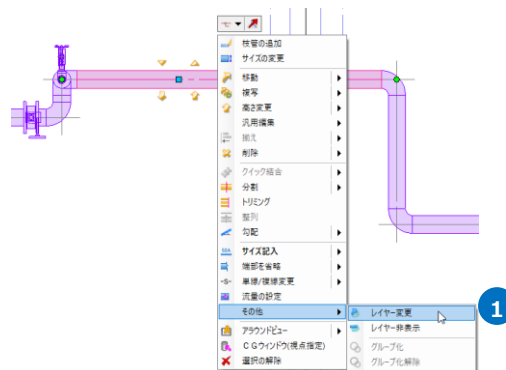 枝管の追加
サイズの変更
移動
複写
高さ変更
汎用編集
揃え
削除
クイック結合
分割
トリミング
整列
勾配
サイズ記入
端部を省略
単線/複線変更
流量の設定
その他
レイヤー変更
1
レイヤー非表示
グループ化
グループ化解除
アラウンドビュー
CGウィンドウ(視点指定)
選択の解除